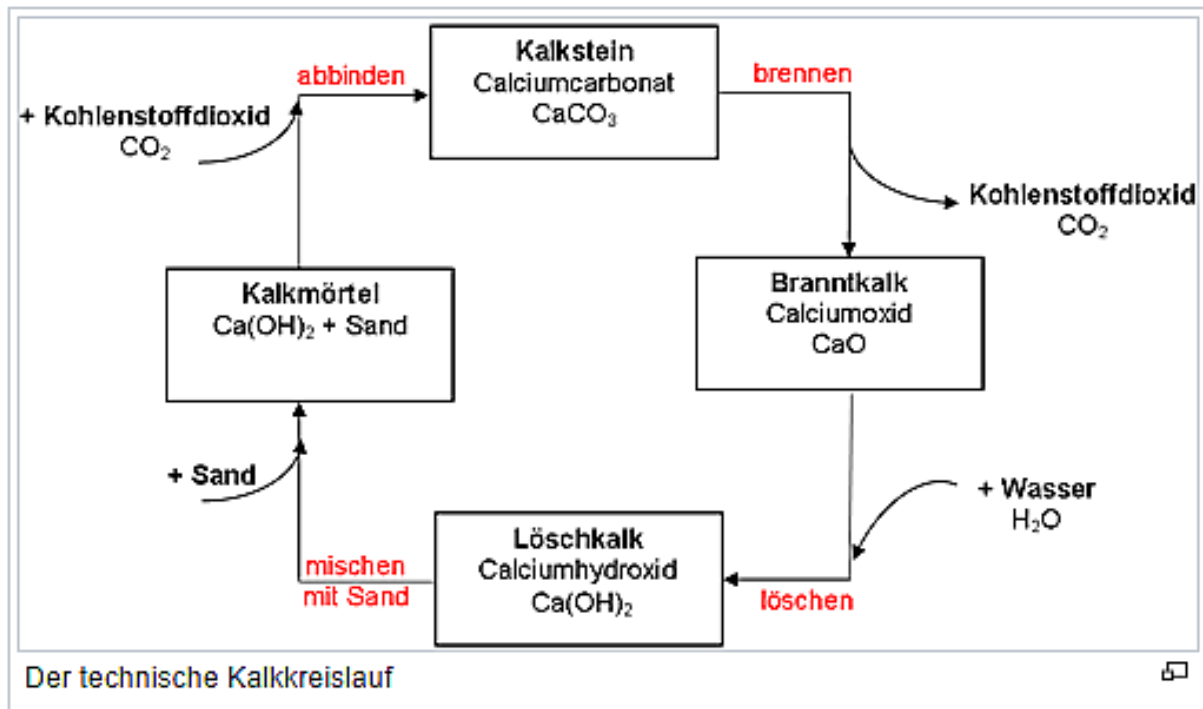 Kalkstein
Calciumcarbonat
CaCO₃
brennen
Kohlenstoffdioxid
CO₂
Branntkalk
Calciumoxid
CaO
+ Wasser
H₂O
löschen
Löschkalk
Calciumhydroxid
Ca(OH)₂
mischen
mit Sand
+ Sand
Kalkmörtel
Ca(OH)₂ + Sand
+ Kohlenstoffdioxid
CO₂
abbinden
Der technische Kalkkreislauf